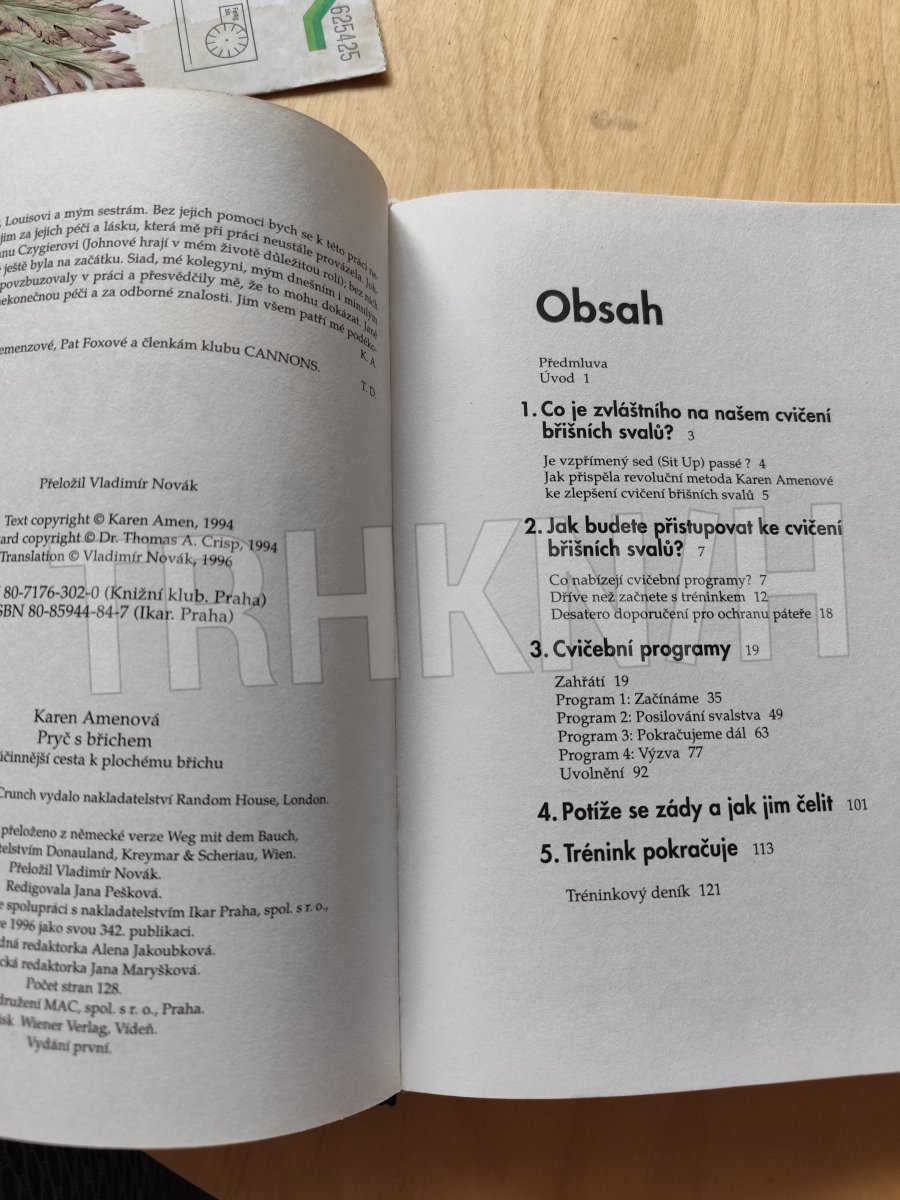 625425
Louisovi a mým sestrám. Bez jejich pomoci bych se k této práci ne-
jim za jejich péči a lásku, která mě při práci neustále provázela. Joh-
nu Czygierovi (Johnové hrají v mém životě důležitou roli); bez nich
ještě byla na začátku. Siad, mé kolegyni, mým dnešním i minulým
povzbuzovaly v práci a přesvědčily mě, že to mohu dokázat. Jané
ekonečnou péči a za odborné znalosti. Jim všem patří mé poděko-
K. A.
emenzové, Pat Foxové a členkám klubu CANNONS.
T. D.
Přeložil Vladimír Novák
Text copyright © Karen Amen, 1994
ard copyright © Dr. Thomas A. Crisp, 1994
Translation © Vladimír Novák, 1996
80-7176-302-0 (Knižní klub. Praha)
SBN 80-85944-84-7 (Ikar. Praha)
Karen Amenová
Pryč s břichem
účinnější cesta k plochému břichu
Crunch vydalo nakladatelství Random House, London.
přeloženo z německé verze Weg mit dem Bauch,
telstvím Donauland, Kreymar & Scheriau, Wien.
Přeložil Vladimír Novák.
Redigovala Jana Pešková.
e spolupráci s nakladatelstvím Ikar Praha, spol. s r. o.,
e 1996 jako svou 342. publikaci.
dná redaktorka Alena Jakoubková.
cká redaktorka Jana Maryšková.
Počet stran 128.
družení MAC, spol. s r. o., Praha.
isk Wiener Verlag, Vídeň.
Vydání první.
Obsah
Předmluva
Úvod 1
1. Co je zvláštního na našem cvičení
břišních svalů? 3
Je vzpřímený sed (Sit Up) passé ? 4
Jak přispěla revoluční metoda Karen Amenové
ke zlepšení cvičení břišních svalů 5
2. Jak budete přistupovat ke cvičení
břišních svalů? 7
Co nabízejí cvičební programy? 7
Dříve než začnete s tréninkem 12
Desatero doporučení pro ochranu páteře 18
3. Cvičební programy 19
Zahřátí 19
Program 1: Začínáme 35
Program 2: Posilování svalstva 49
Program 3: Pokračujeme dál 63
Program 4: Výzva 77
Uvolnění 92
4. Potíže se zády a jak jim čelit 101
5. Trénink pokračuje 113
Tréninkový deník 121
TRHKNIH